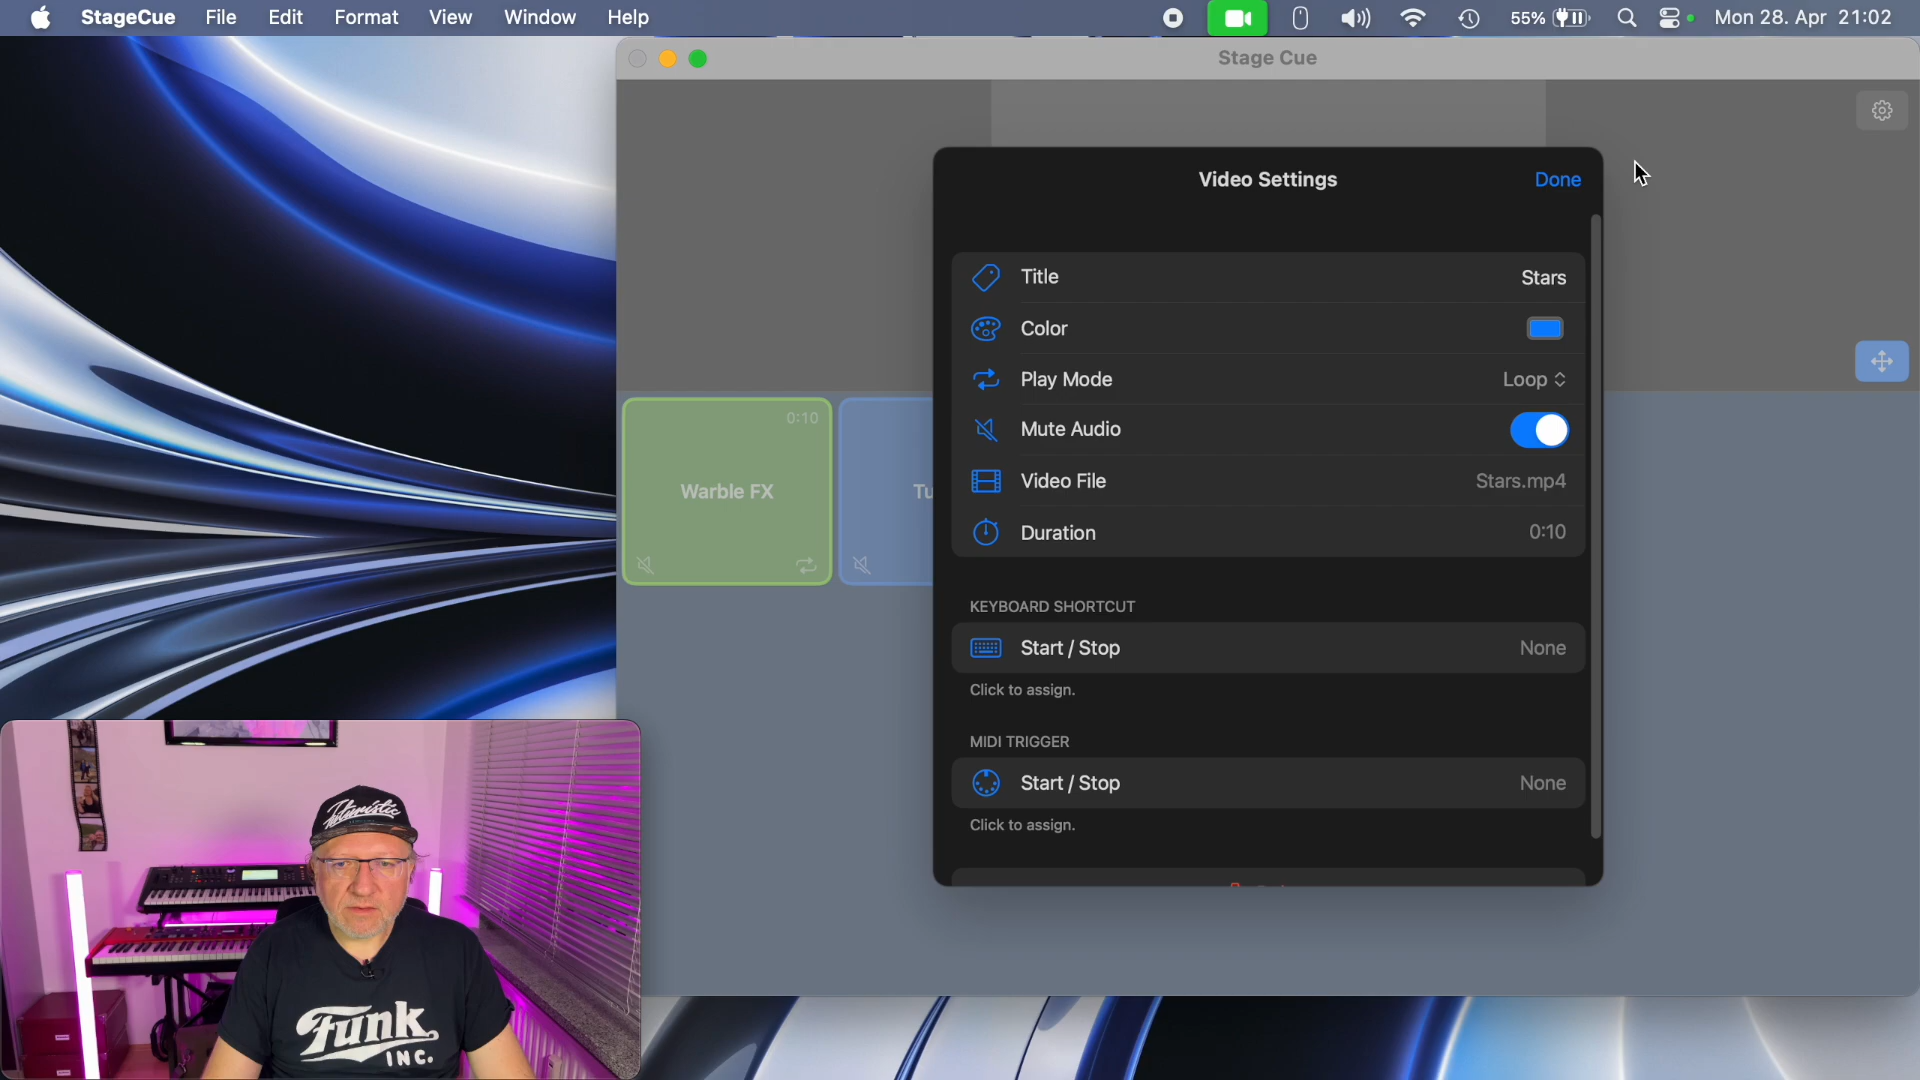 StageCue File Edit Format View Window Help
55%
Mon 28. Apr 21:02
Stage Cue
Video Settings
Done
Title
Stars
Color
Play Mode
Loop
Mute Audio
Video File
Stars.mp4
Duration
0:10
KEYBOARD SHORTCUT
Start / Stop
None
Click to assign.
MIDI TRIGGER
Start / Stop
None
Click to assign.
0:10
Warble FX
Tu
Futuristic
Funk
INC.